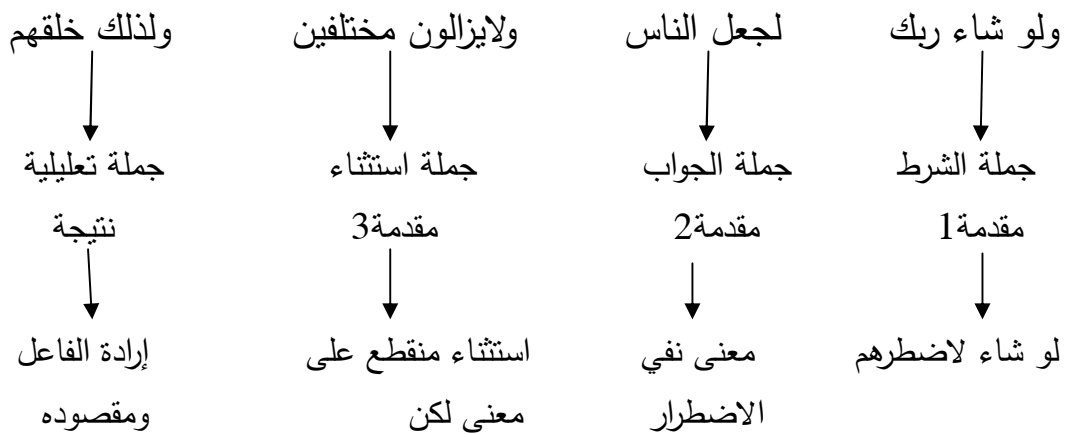 ولو شاء ربك لجعل الناس ولايزالون مختلفين ولذلك خلقهم
جملة الشرط جملة الجواب جملة استثناء جملة تعليلية
مقدمة1 مقدمة2 مقدمة3 نتيجة
لو شاء لاضطرهم معنى نفي استثناء منقطع على إرادة الفاعل
الاضطرار معنى لكن ومقصوده